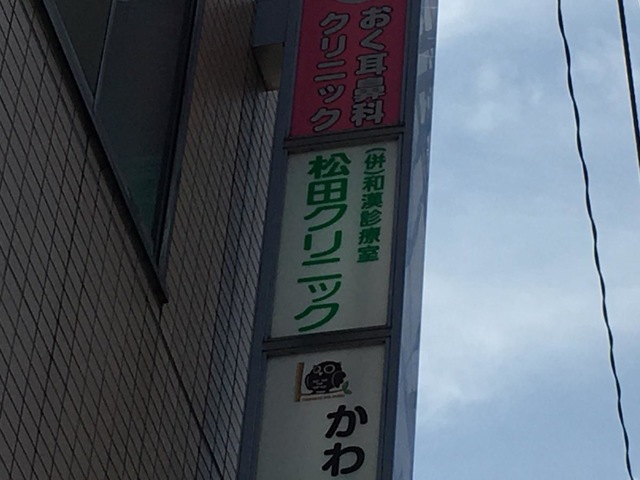 おく耳鼻科
クリニック
(併)和漢診療室
松田クリニック
かわ